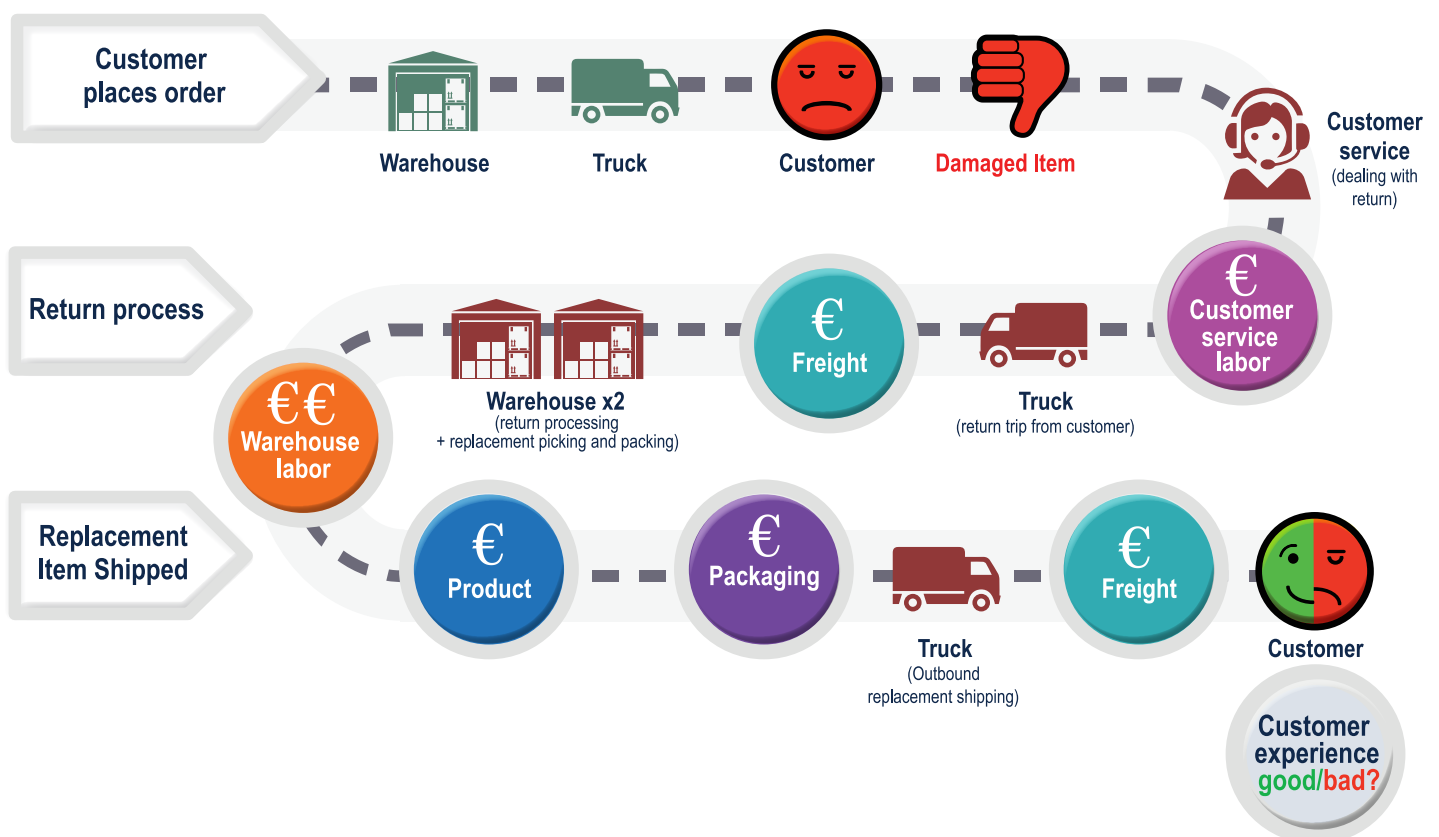 Customer
places order
Warehouse
Truck
Customer
Damaged Item
Customer
service
(dealing with
return)
Return process
€
Customer
service
labor
Truck
(return trip from customer)
€
Freight
Warehouse x2
(return processing
+ replacement picking and packing)
€€
Warehouse
labor
Replacement
Item Shipped
€
Product
€
Packaging
Truck
(Outbound
replacement shipping)
€
Freight
Customer
Customer
experience
good/bad?